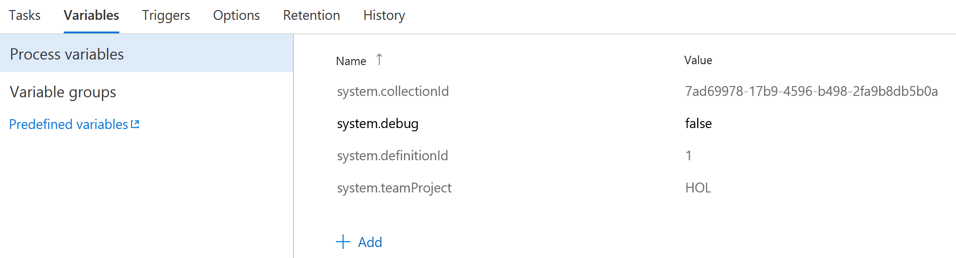 Tasks Variables Triggers Options Retention History
Process variables
Variable groups
Predefined variables
Name ↑ Value
system.collectionId 7ad69978-17b9-4596-b498-2fa9b8db5b0a
system.debug false
system.definitionId 1
system.teamProject HOL
+ Add